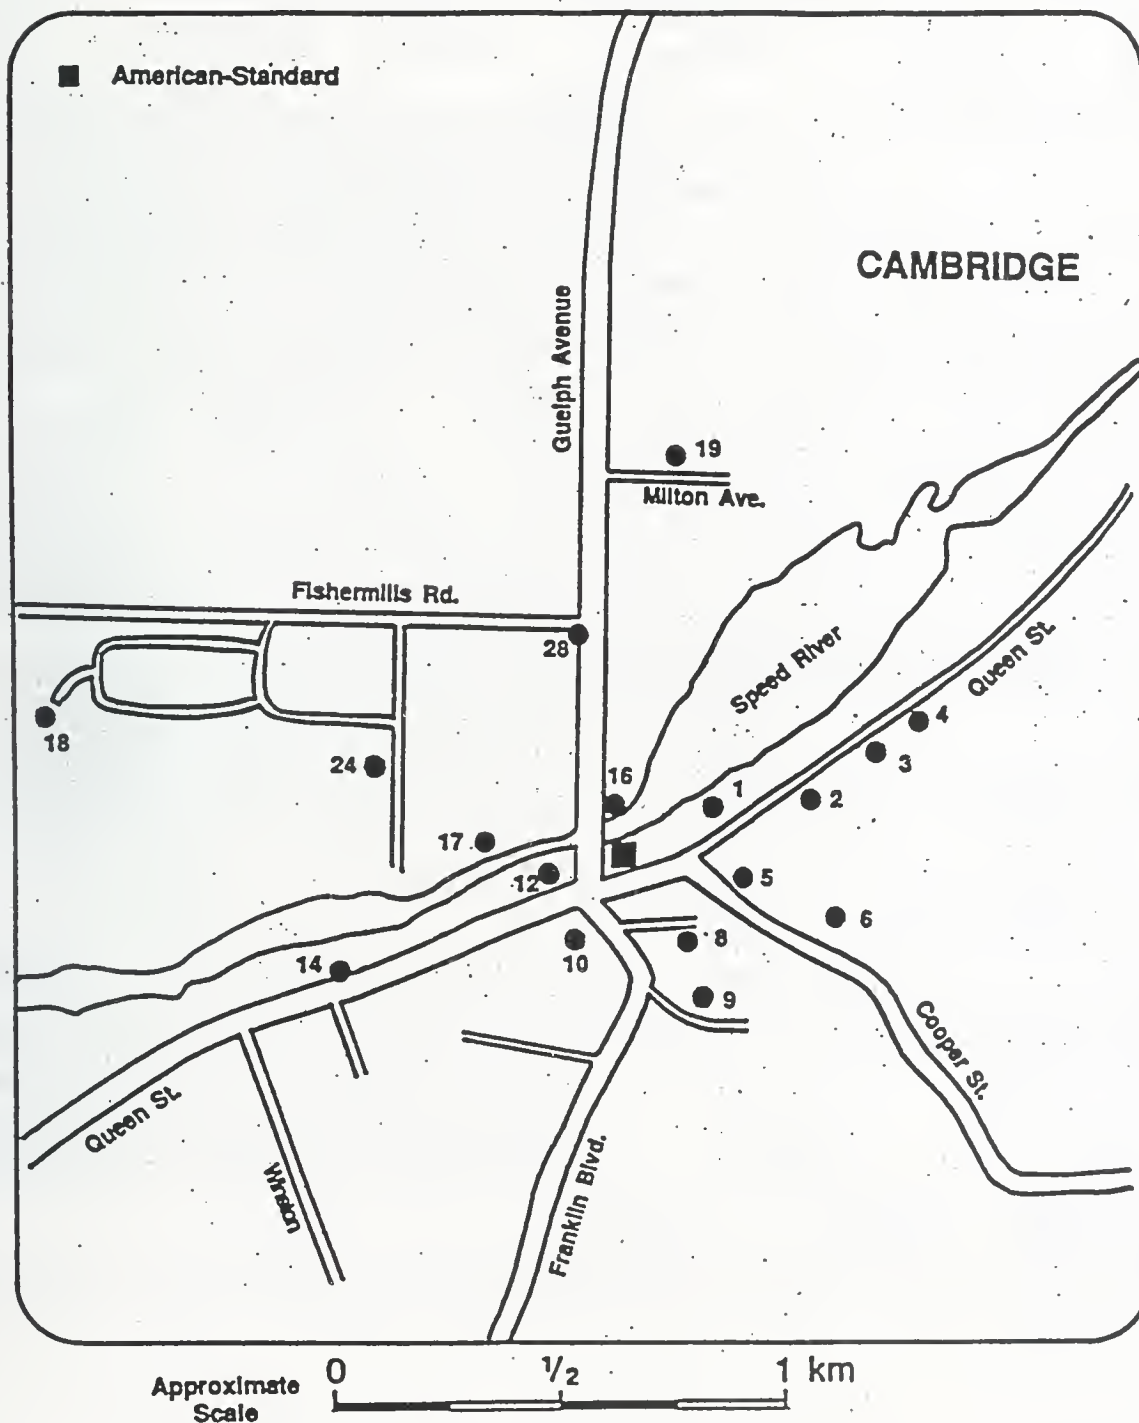 American-Standard
CAMBRIDGE
Guelph Avenue
19
Milton Ave.
Fishermills Rd.
28
Speed River
Queen St.
18
24
16
1
4
3
2
17
12
5
6
10
8
14
9
Cooper St.
Queen St.
Winston
Franklin Blvd.
0 1/2 1 km
Approximate
Scale